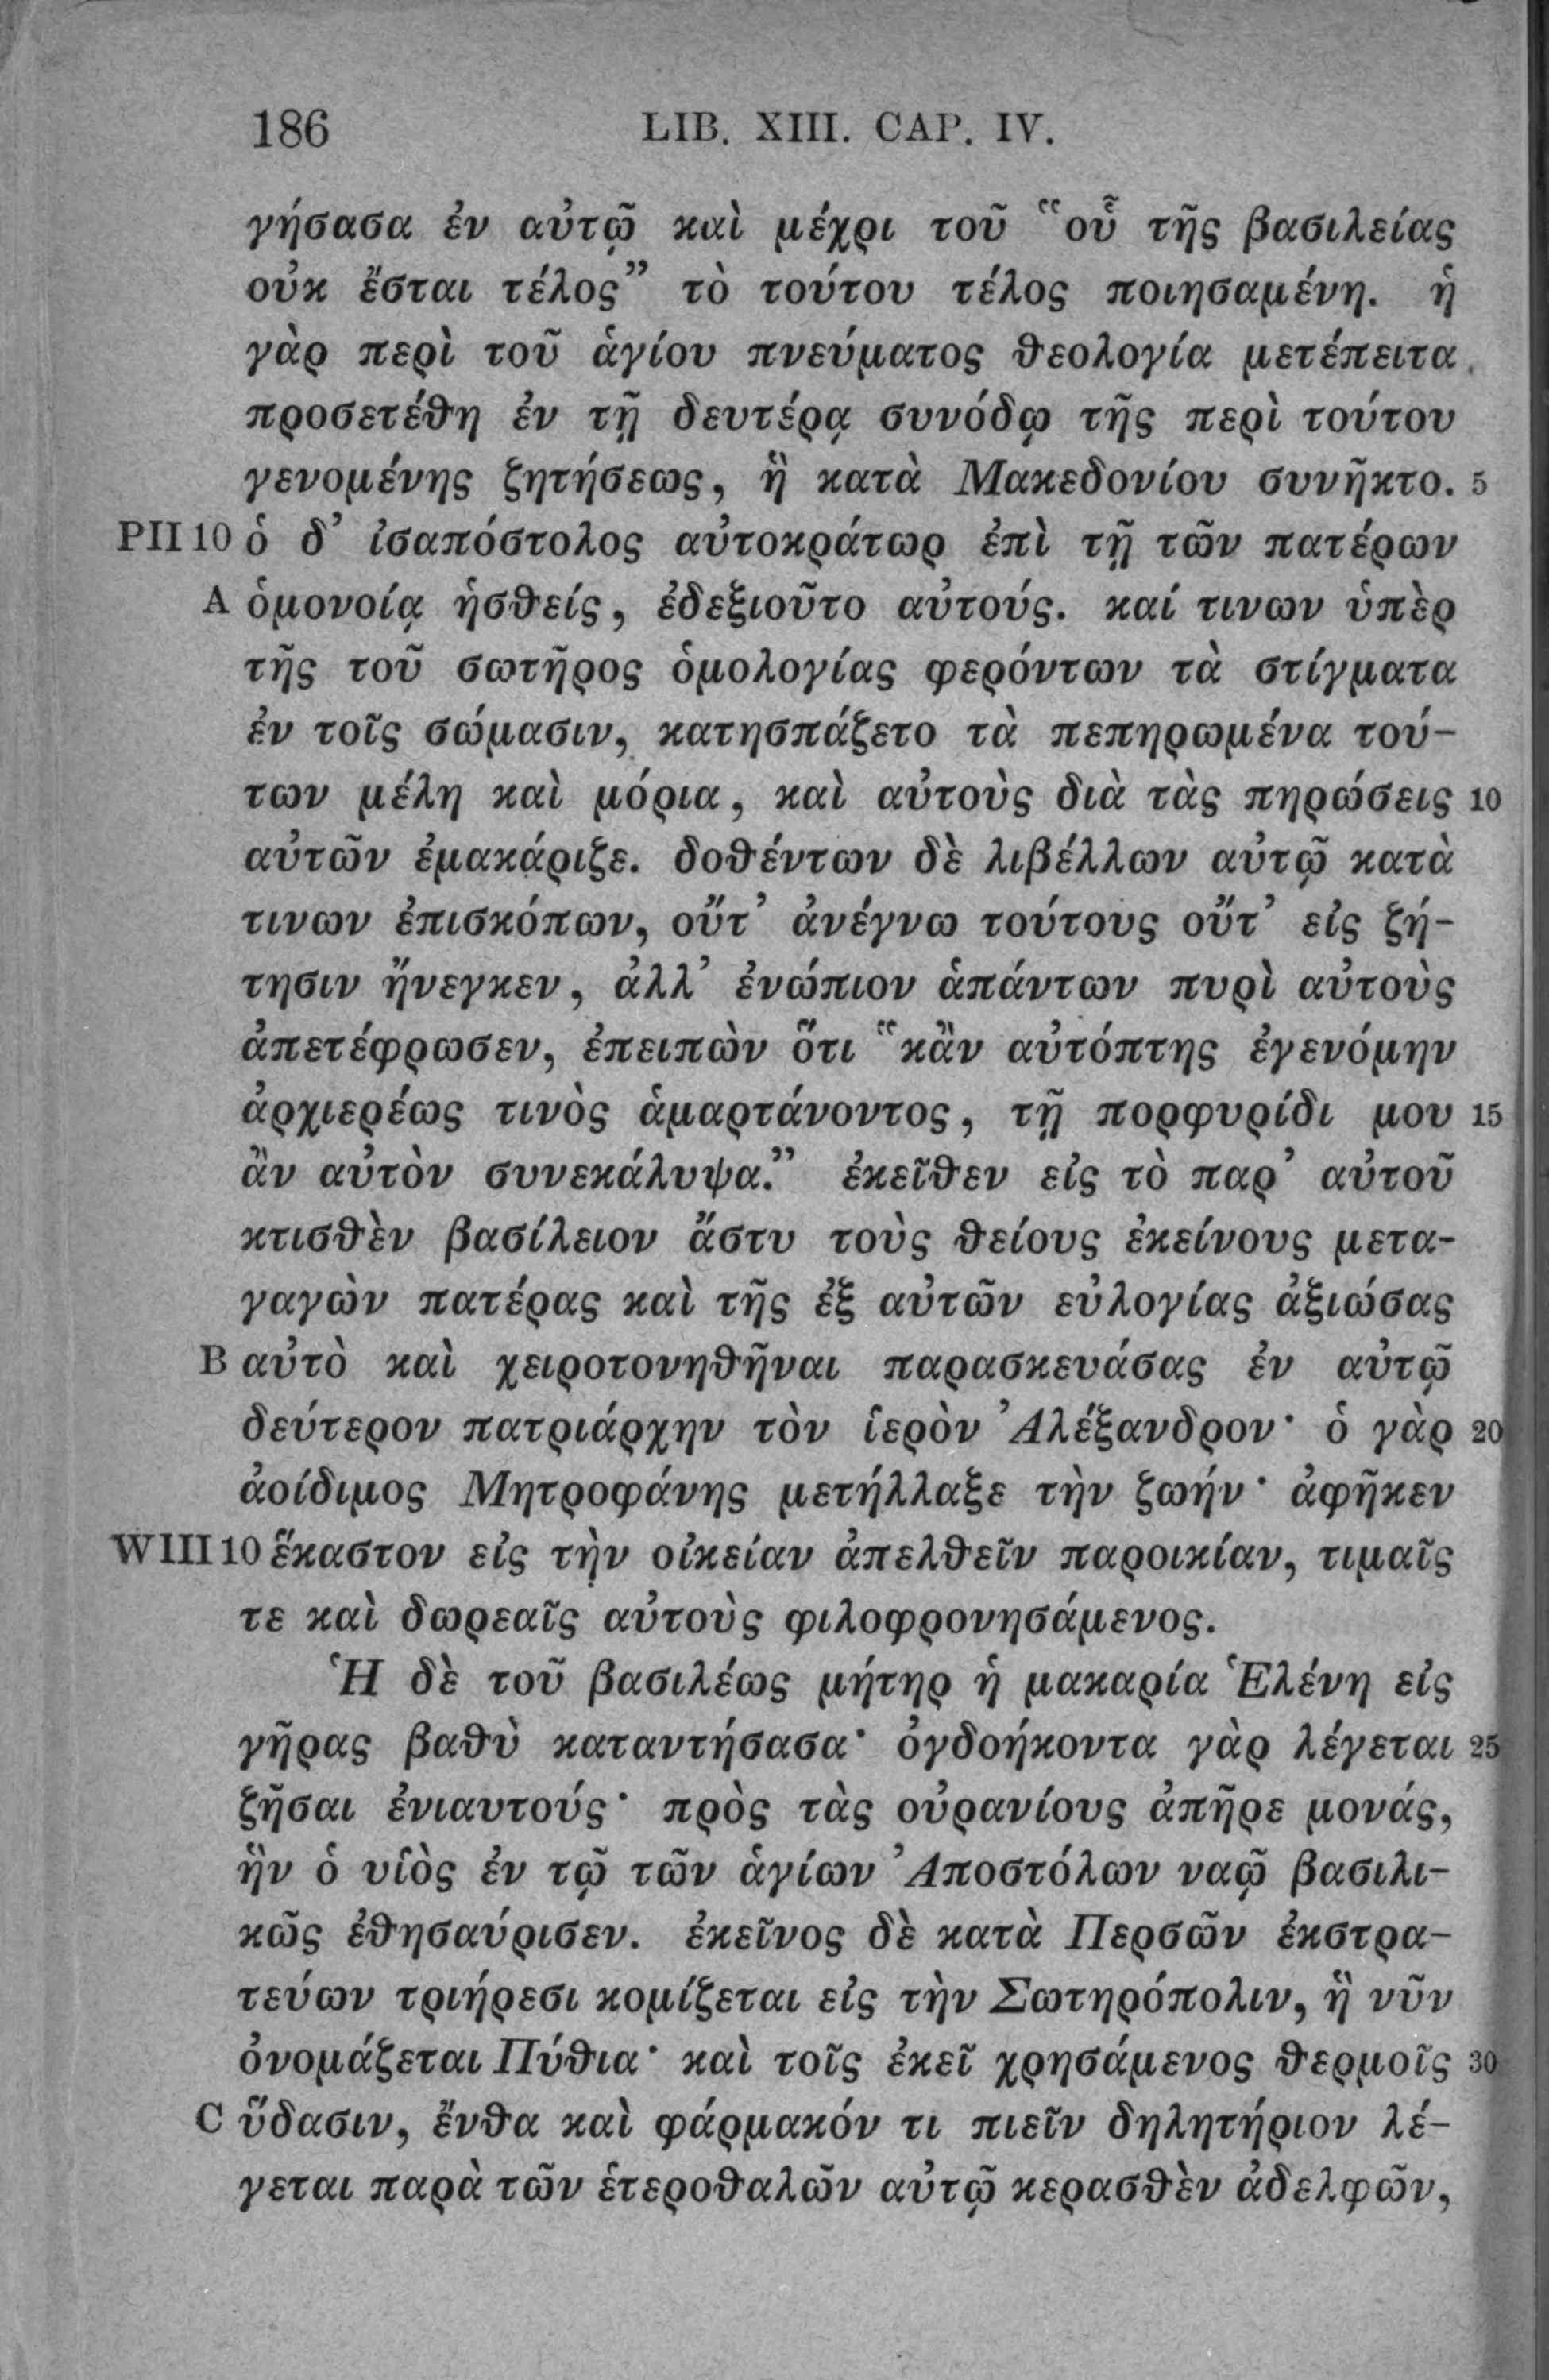 186 LIB. XIII. CAP. IV.
γήσασα ἐν αὐτῷ καὶ μέχρι τοῦ “οὗ τῆς βασιλείας
οὐκ ἔσται τέλος” τὸ τούτου τέλος ποιησαμένη. ἡ
γὰρ περὶ τοῦ ἁγίου πνεύματος θεολογία μετέπειτα
προσετέθη ἐν τῇ δευτέρᾳ συνόδῳ τῆς περὶ τούτου
γενομένης ζητήσεως, ἣ κατὰ Μακεδονίου συνῆκτο. 5
PII 10 ὁ δ’ ἰσαπόστολος αὐτοκράτωρ ἐπὶ τῇ τῶν πατέρων
A ὁμονοίᾳ ἡσθείς, ἐδεξιοῦτο αὐτούς. καί τινων ὑπὲρ
τῆς τοῦ σωτῆρος ὁμολογίας φερόντων τὰ στίγματα
ἐν τοῖς σώμασιν, κατησπάζετο τὰ πεπηρωμένα τού-
των μέλη καὶ μόρια, καὶ αὐτοὺς διὰ τὰς πηρώσεις 10
αὐτῶν ἐμακάριζε. δοθέντων δὲ λιβέλλων αὐτῷ κατὰ
τινων ἐπισκόπων, οὔτ’ ἀνέγνω τούτους οὔτ’ εἰς ζή-
τησιν ἤνεγκεν, ἀλλ’ ἐνώπιον ἁπάντων πυρὶ αὐτοὺς
ἀπετέφρωσεν, ἐπειπὼν ὅτι “κἂν αὐτόπτης ἐγενόμην
ἀρχιερέως τινὸς ἁμαρτάνοντος, τῇ πορφυρίδι μου 15
ἂν αὐτὸν συνεκάλυψα.” ἐκεῖθεν εἰς τὸ παρ’ αὐτοῦ
κτισθὲν βασίλειον ἄστυ τοὺς θείους ἐκείνους μετα-
γαγὼν πατέρας καὶ τῆς ἐξ αὐτῶν εὐλογίας ἀξιώσας
B αὐτὸ καὶ χειροτονηθῆναι παρασκευάσας ἐν αὐτῷ
δεύτερον πατριάρχην τὸν ἱερὸν Ἀλέξανδρον· ὁ γὰρ 20
ἀοίδιμος Μητροφάνης μετήλλαξε τὴν ζωήν· ἀφῆκεν
WIII 10 ἕκαστον εἰς τὴν οἰκείαν ἀπελθεῖν παροικίαν, τιμαῖς
τε καὶ δωρεαῖς αὐτοὺς φιλοφρονησάμενος.
Ἡ δὲ τοῦ βασιλέως μήτηρ ἡ μακαρία Ἑλένη εἰς
γῆρας βαθὺ καταντήσασα· ὀγδοήκοντα γὰρ λέγεται 25
ζῆσαι ἐνιαυτούς· πρὸς τὰς οὐρανίους ἀπῆρε μονάς,
ἣν ὁ υἱὸς ἐν τῷ τῶν ἁγίων Ἀποστόλων ναῷ βασιλι-
κῶς ἐθησαύρισεν. ἐκεῖνος δὲ κατὰ Περσῶν ἐκστρα-
τεύων τριήρεσι κομίζεται εἰς τὴν Σωτηρόπολιν, ἣ νῦν
ὀνομάζεται Πύθια· καὶ τοῖς ἐκεῖ χρησάμενος θερμοῖς 30
C ὕδασιν, ἔνθα καὶ φάρμακόν τι πιεῖν δηλητήριον λέ-
γεται παρὰ τῶν ἑτεροθαλῶν αὐτῷ κερασθὲν ἀδελφῶν,